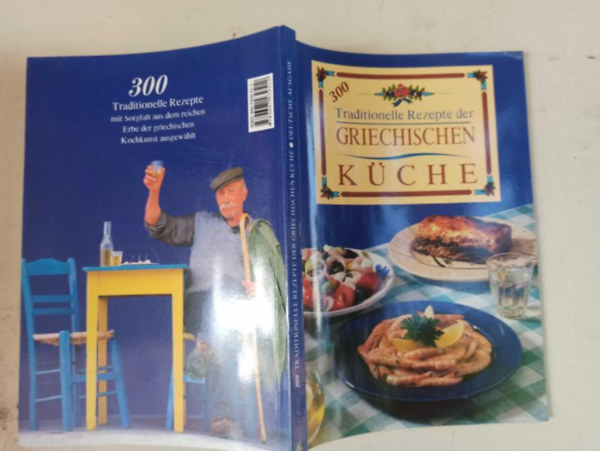 300
Traditionelle Rezepte
mit Sorgfalt aus dem reichen
Erbe der griechischen
Kochkunst ausgewählt
300 TRADITIONELLE REZEPTE DER GRIECHISCHEN KÜCHE ● DEUTSCHE AUSGABE
300
Traditionelle Rezepte der
GRIECHISCHEN
KÜCHE